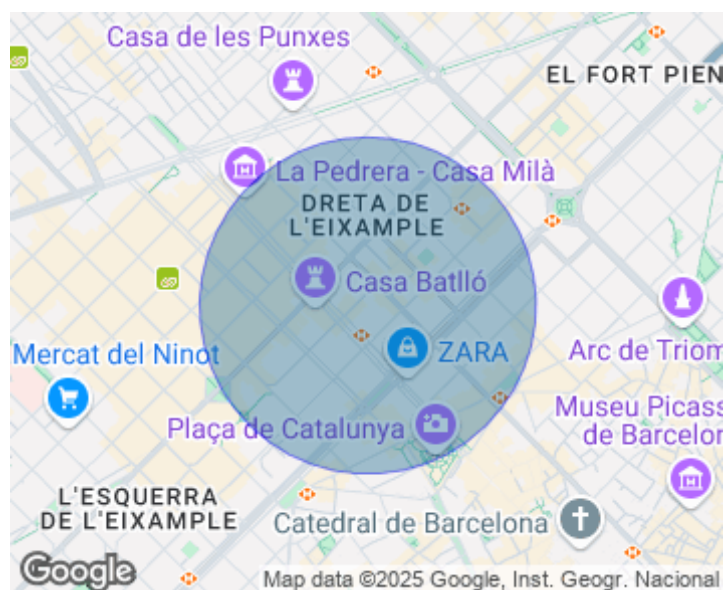 Casa de les Punxes
EL FORT PIEN
La Pedrera - Casa Milà
DRETA DE
L'EIXAMPLE
Casa Batlló
Mercat del Ninot
ZARA
Arc de Triom
Plaça de Catalunya
Museu Picass
de Barcelon
L'ESQUERRA
DE L'EIXAMPLE
Catedral de Barcelona
Google
Map data ©2025 Google, Inst. Geogr. Nacional